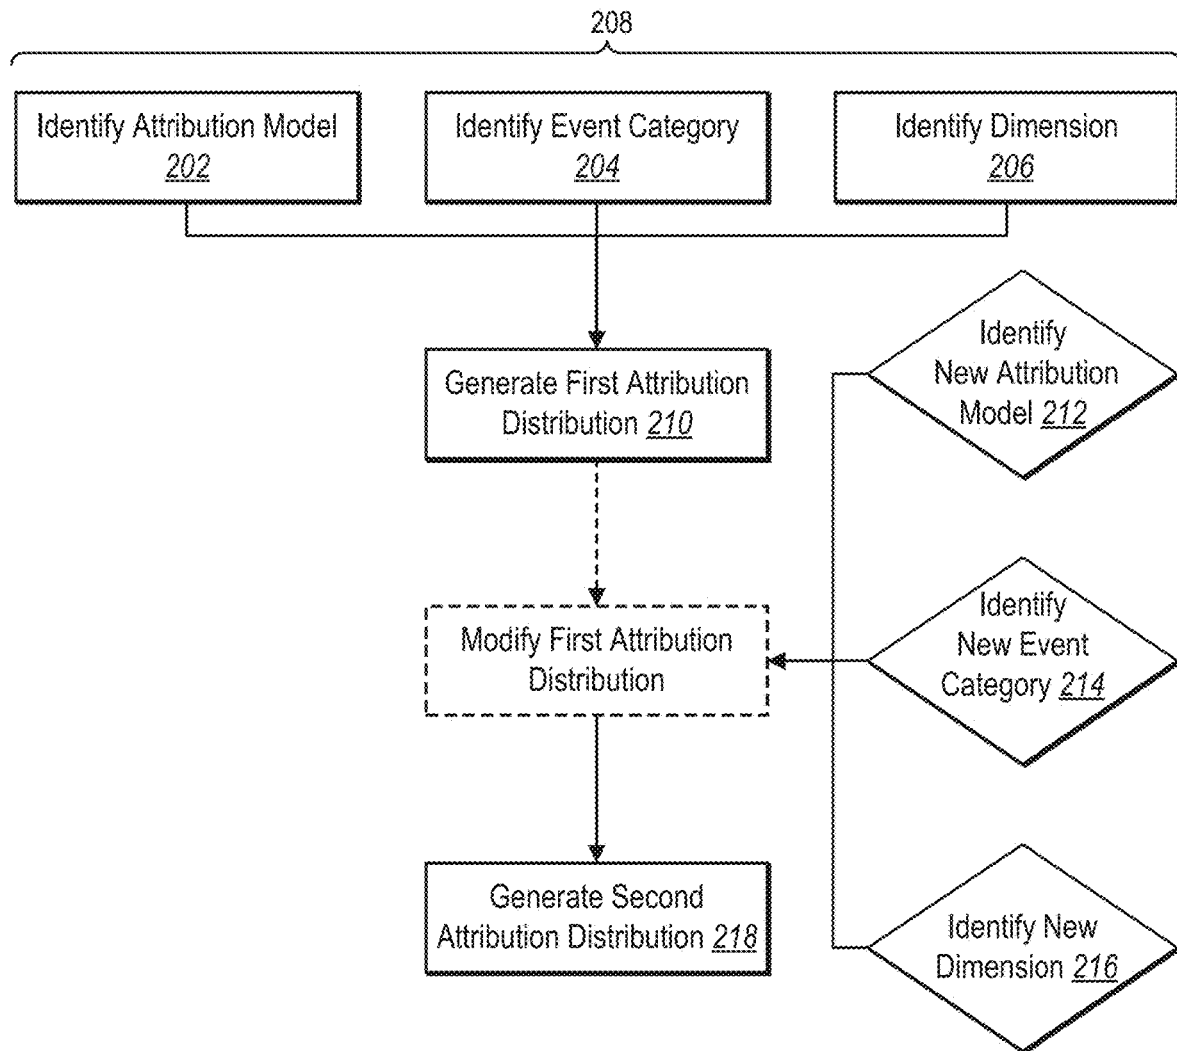 208
Identify Attribution Model
202
Identify Event Category
204
Identify Dimension
206
Generate First Attribution
Distribution 210
Identify
New Attribution
Model 212
Modify First Attribution
Distribution
Identify
New Event
Category 214
Generate Second
Attribution Distribution 218
Identify New
Dimension 216